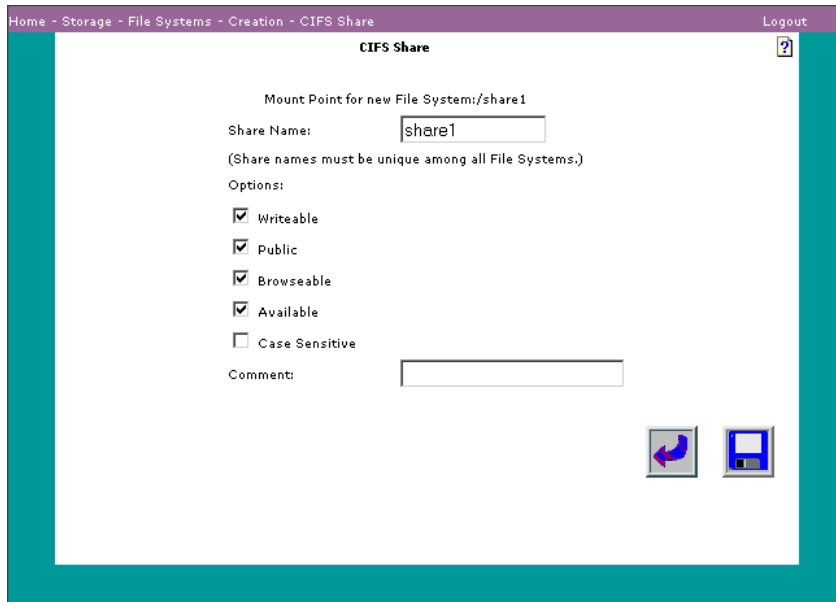 Home - Storage - File Systems - Creation - CIFS Share Logout
CIFS Share
?
Mount Point for new File System:/share1
Share Name: share1
(Share names must be unique among all File Systems.)
Options:
Writeable
Public
Browseable
Available
Case Sensitive
Comment: